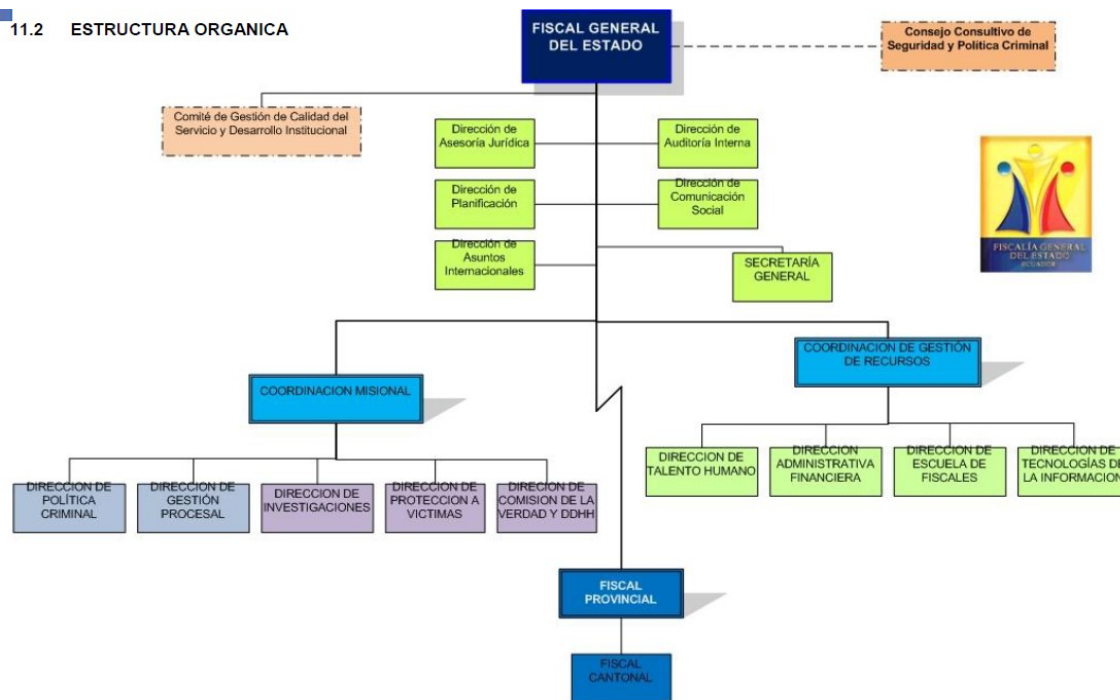 11.2 ESTRUCTURA ORGANICA
FISCAL GENERAL
DEL ESTADO
Consejo Consultivo de
Seguridad y Política Criminal
Comité de Gestión de Calidad del
Servicio y Desarrollo Institucional
Dirección de
Asesoría Jurídica
Dirección de
Auditoría Interna
Dirección de
Planificación
Dirección de
Comunicación
Social
Dirección de
Asuntos
Internacionales
SECRETARÍA
GENERAL
FISCALÍA GENERAL
DEL ESTADO
ECUADOR
COORDINACION MISIONAL
COORDINACION DE GESTIÓN
DE RECURSOS
DIRECCION DE
POLÍTICA
CRIMINAL
DIRECCION DE
GESTIÓN
PROCESAL
DIRECCION DE
INVESTIGACIONES
DIRECCION DE
PROTECCION A
VICTIMAS
DIRECION DE
COMISION DE LA
VERDAD Y DDHH
DIRECCION DE
TALENTO HUMANO
DIRECCION
ADMINISTRATIVA
FINANCIERA
DIRECCION DE
ESCUELA DE
FISCALES
DIRECCION DE
TECNOLOGÍAS DE
LA INFORMACION
FISCAL
PROVINCIAL
FISCAL
CANTONAL